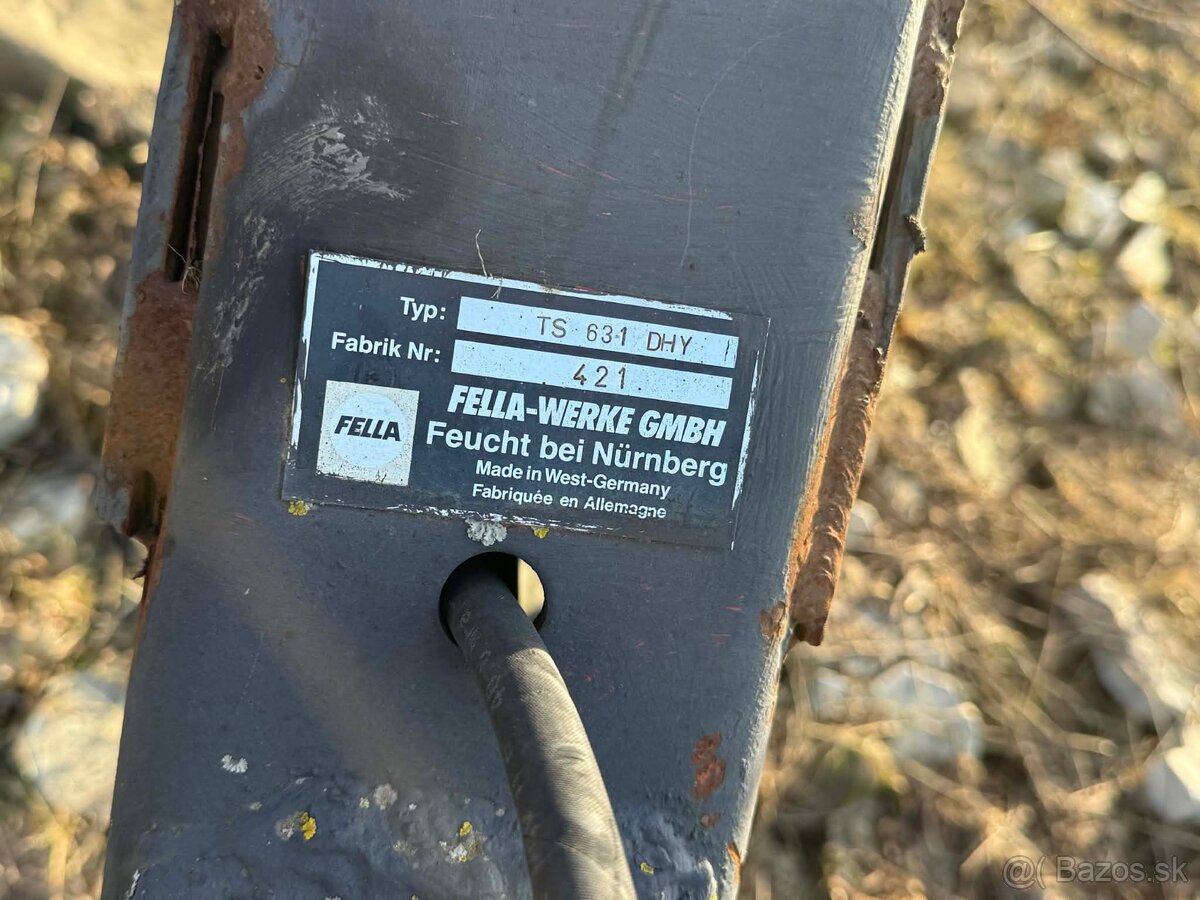 Typ: TS 631 DHY
Fabrik Nr: 421
FELLA
FELLA-WERKE GMBH
Feucht bei Nürnberg
Made in West-Germany
Fabriquée en Allemagne
@( Bazos.sk